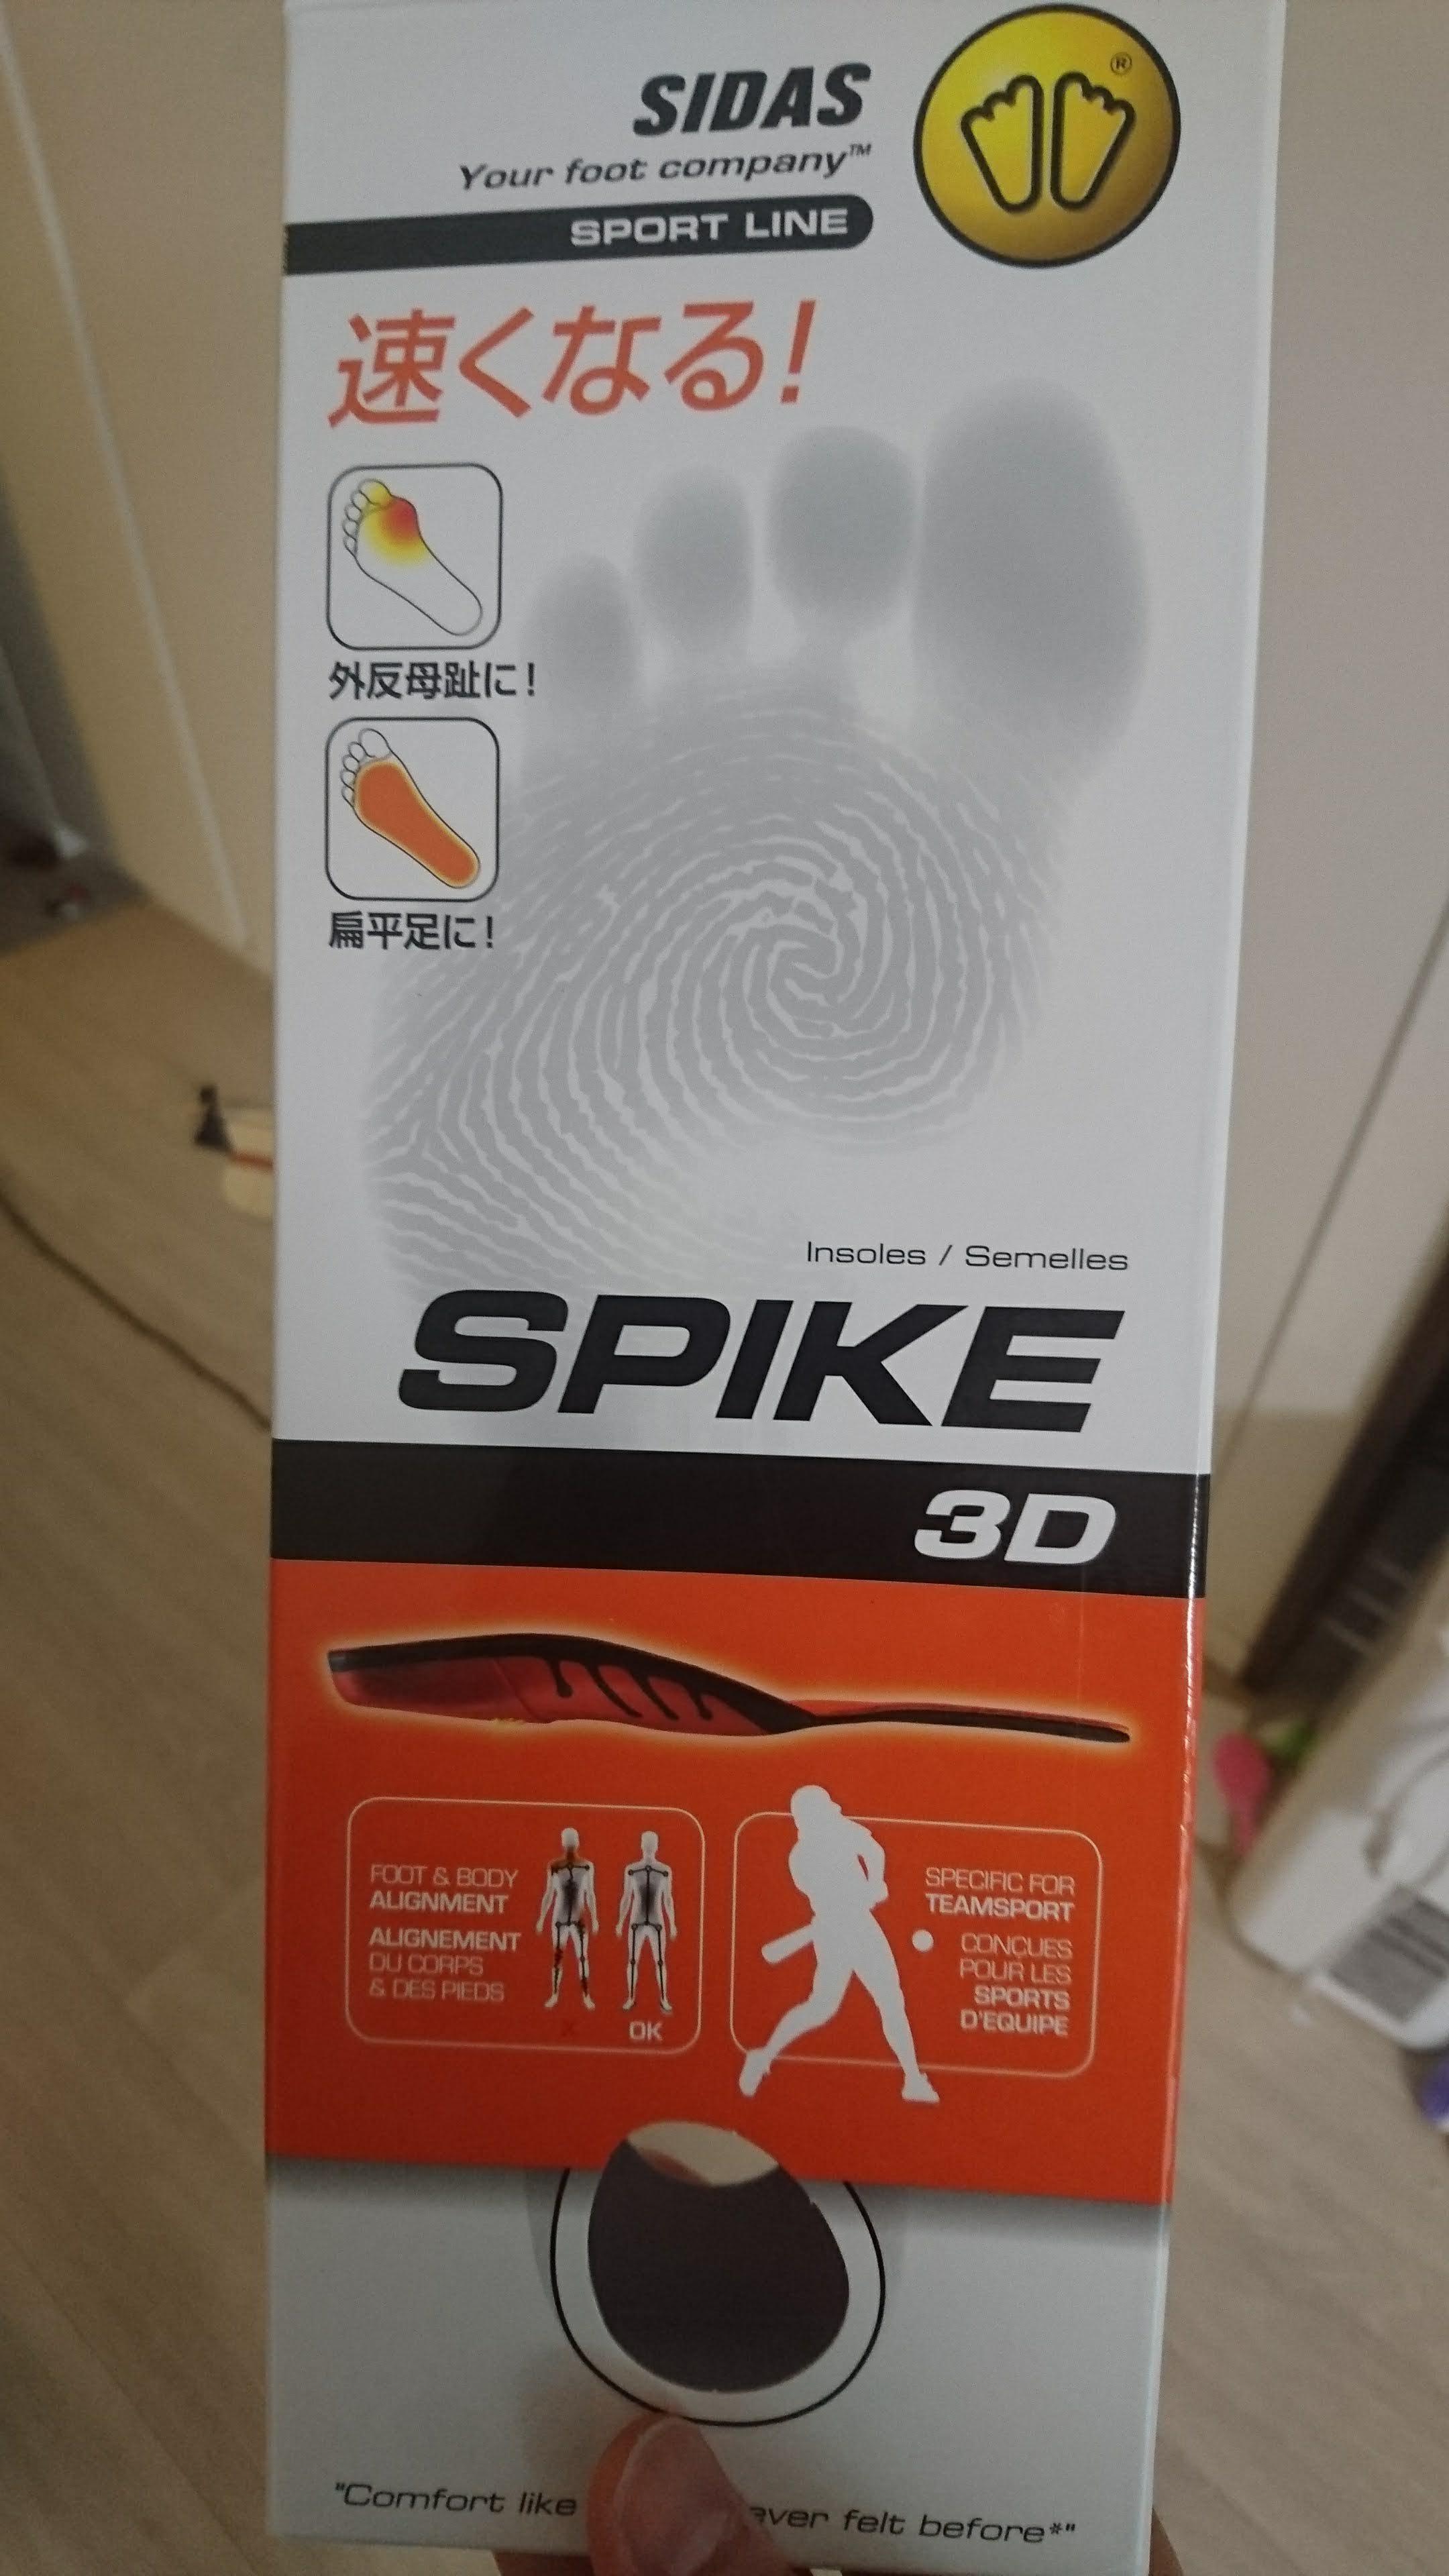 SIDAS
Your foot company™
SPORT LINE
®
速くなる!
外反母趾に!
扁平足に!
Insoles / Semelles
SPIKE
3D
FOOT & BODY
ALIGNMENT
ALIGNEMENT
DU CORPS
& DES PIEDS
X
OK
SPECIFIC FOR
TEAMSPORT
CONÇUES
POUR LES
SPORTS
D'EQUIPE
"Comfort like ever felt before*"